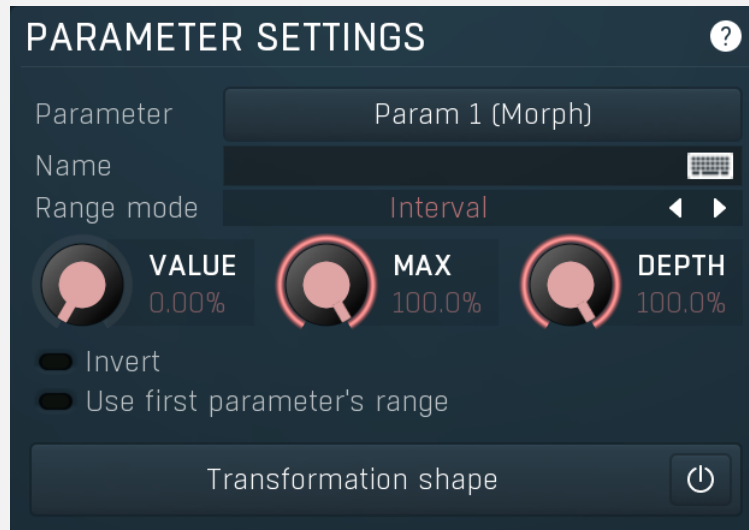 PARAMETER SETTINGS ?
Parameter Param 1 (Morph)
Name
Range mode Interval
VALUE MAX DEPTH
0.00% 100.0% 100.0%
Invert
Use first parameter's range
Transformation shape